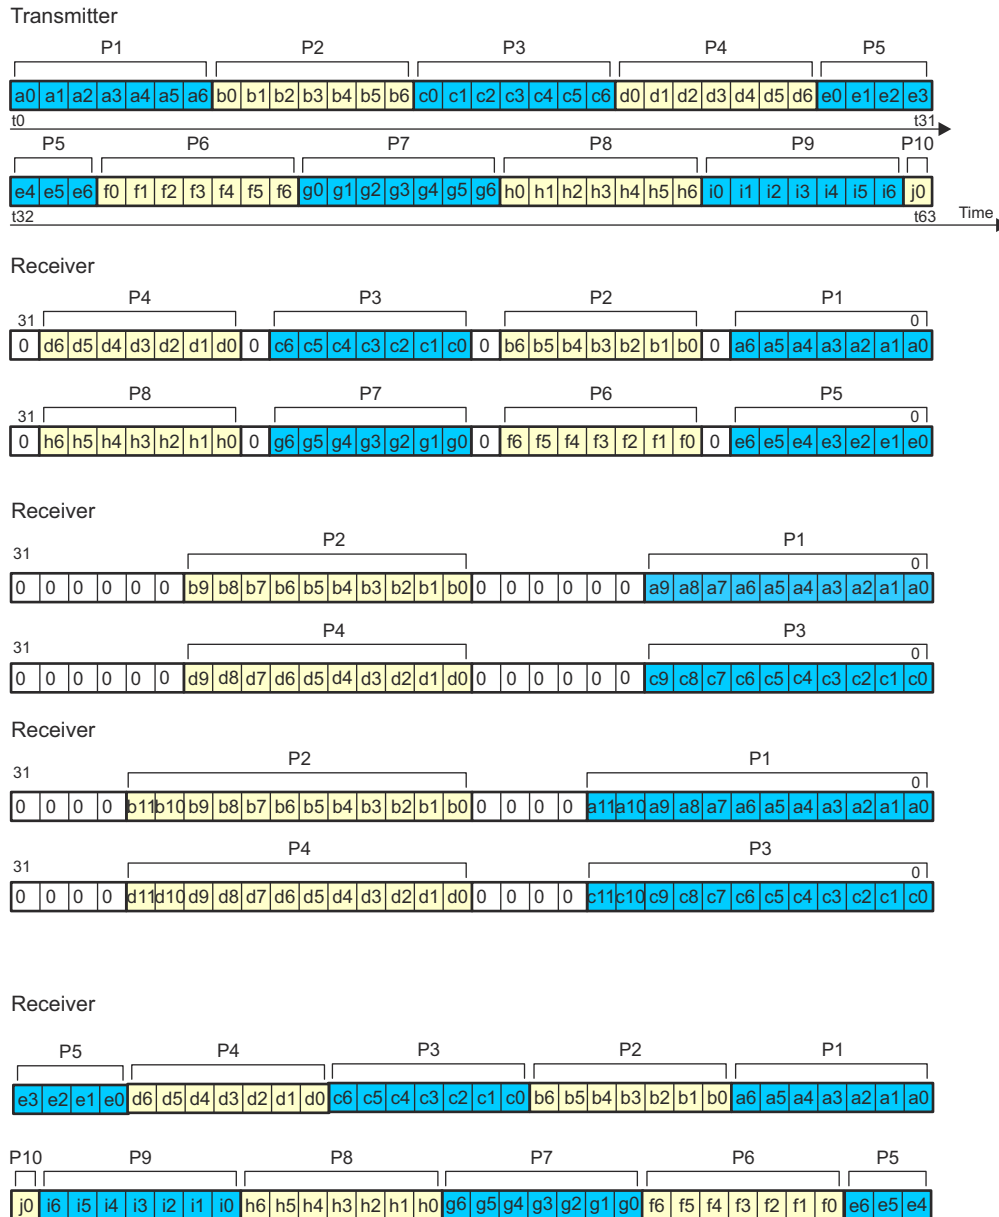 Transmitter
P1 P2 P3 P4 P5
a0 a1 a2 a3 a4 a5 a6 b0 b1 b2 b3 b4 b5 b6 c0 c1 c2 c3 c4 c5 c6 d0 d1 d2 d3 d4 d5 d6 e0 e1 e2 e3
t0 t31
P5 P6 P7 P8 P9 P10
e4 e5 e6 f0 f1 f2 f3 f4 f5 f6 g0 g1 g2 g3 g4 g5 g6 h0 h1 h2 h3 h4 h5 h6 i0 i1 i2 i3 i4 i5 i6 j0
t32 t63 Time
Receiver
P4 P3 P2 P1
31 0
0 d6 d5 d4 d3 d2 d1 d0 0 c6 c5 c4 c3 c2 c1 c0 0 b6 b5 b4 b3 b2 b1 b0 0 a6 a5 a4 a3 a2 a1 a0
P8 P7 P6 P5
31 0
0 h6 h5 h4 h3 h2 h1 h0 0 g6 g5 g4 g3 g2 g1 g0 0 f6 f5 f4 f3 f2 f1 f0 0 e6 e5 e4 e3 e2 e1 e0
Receiver
P2 P1
31 0
0 0 0 0 0 0 b9 b8 b7 b6 b5 b4 b3 b2 b1 b0 0 0 0 0 0 0 a9 a8 a7 a6 a5 a4 a3 a2 a1 a0
P4 P3
31 0
0 0 0 0 0 0 d9 d8 d7 d6 d5 d4 d3 d2 d1 d0 0 0 0 0 0 0 c9 c8 c7 c6 c5 c4 c3 c2 c1 c0
Receiver
P2 P1
31 0
0 0 0 0 b11 b10 b9 b8 b7 b6 b5 b4 b3 b2 b1 b0 0 0 0 0 a11 a10 a9 a8 a7 a6 a5 a4 a3 a2 a1 a0
P4 P3
31 0
0 0 0 0 d11 d10 d9 d8 d7 d6 d5 d4 d3 d2 d1 d0 0 0 0 0 c11 c10 c9 c8 c7 c6 c5 c4 c3 c2 c1 c0
Receiver
P5 P4 P3 P2 P1
e3 e2 e1 e0 d6 d5 d4 d3 d2 d1 d0 c6 c5 c4 c3 c2 c1 c0 b6 b5 b4 b3 b2 b1 b0 a6 a5 a4 a3 a2 a1 a0
P10 P9 P8 P7 P6 P5
j0 i6 i5 i4 i3 i2 i1 i0 h6 h5 h4 h3 h2 h1 h0 g6 g5 g4 g3 g2 g1 g0 f6 f5 f4 f3 f2 f1 f0 e6 e5 e4